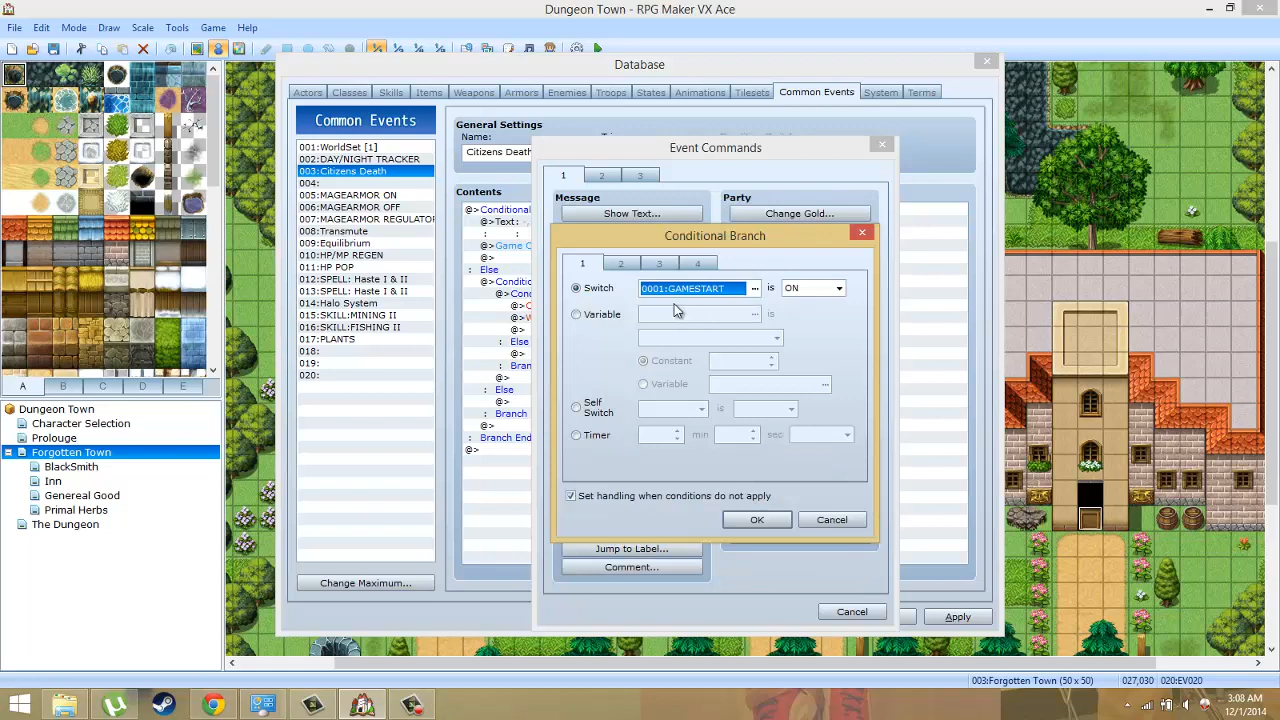 Dungeon Town - RPG Maker VX Ace
File Edit Mode Draw Scale Tools Game Help
Database
Actors Classes Skills Items Weapons Armors Enemies Troops States Animations Tilesets Common Events System Terms
Common Events
001:WorldSet [1]
002:DAY/NIGHT TRACKER
003:Citizens Death
004:
005:MAGEARMOR ON
006:MAGEARMOR OFF
007:MAGEARMOR REGULATOR
008:Transmute
009:Equilibrium
010:HP/MP REGEN
011:HP POP
012:SPELL: Haste I & II
013:SPELL: Haste I & II
014:Halo System
015:SKILL:MINING II
016:SKILL:FISHING II
017:PLANTS
018:
019:
020:
Change Maximum...
General Settings
Name:
Citizens Death
Contents
@>Conditional
@>Text: 
: :
@>Game O
@>
: Else
@>Conditio
@>Con
@>
@>
@>
: Else
@>
: Bran
@>
: Else
: Branch
@>
: Branch End
@>
Event Commands
1 2 3
Message
Show Text...
Party
Change Gold...
Conditional Branch
1 2 3 4
Switch 0001:GAMESTART ... is ON
Variable ... is
Constant
Variable ...
Self
Switch is
Timer min sec
Set handling when conditions do not apply
OK Cancel
Jump to Label...
Comment...
Cancel
Apply
A B C D E
Dungeon Town
Character Selection
Prolouge
Forgotten Town
BlackSmith
Inn
Genereal Good
Primal Herbs
The Dungeon
003:Forgotten Town (50 x 50) 027,030 020:EV020
3:08 AM
12/1/2014